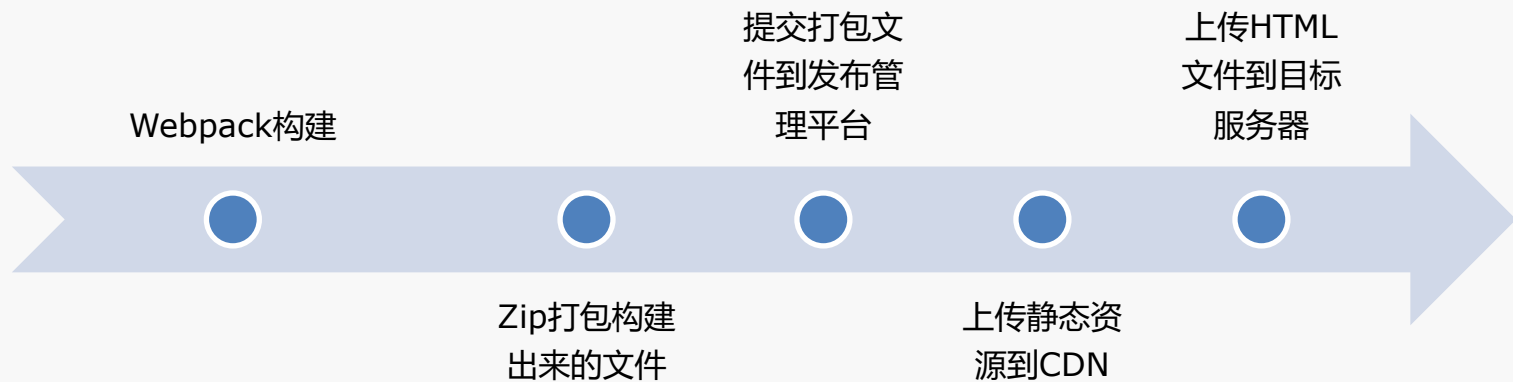 Webpack构建
Zip打包构建
出来的文件
提交打包文
件到发布管
理平台
上传静态资
源到CDN
上传HTML
文件到目标
服务器